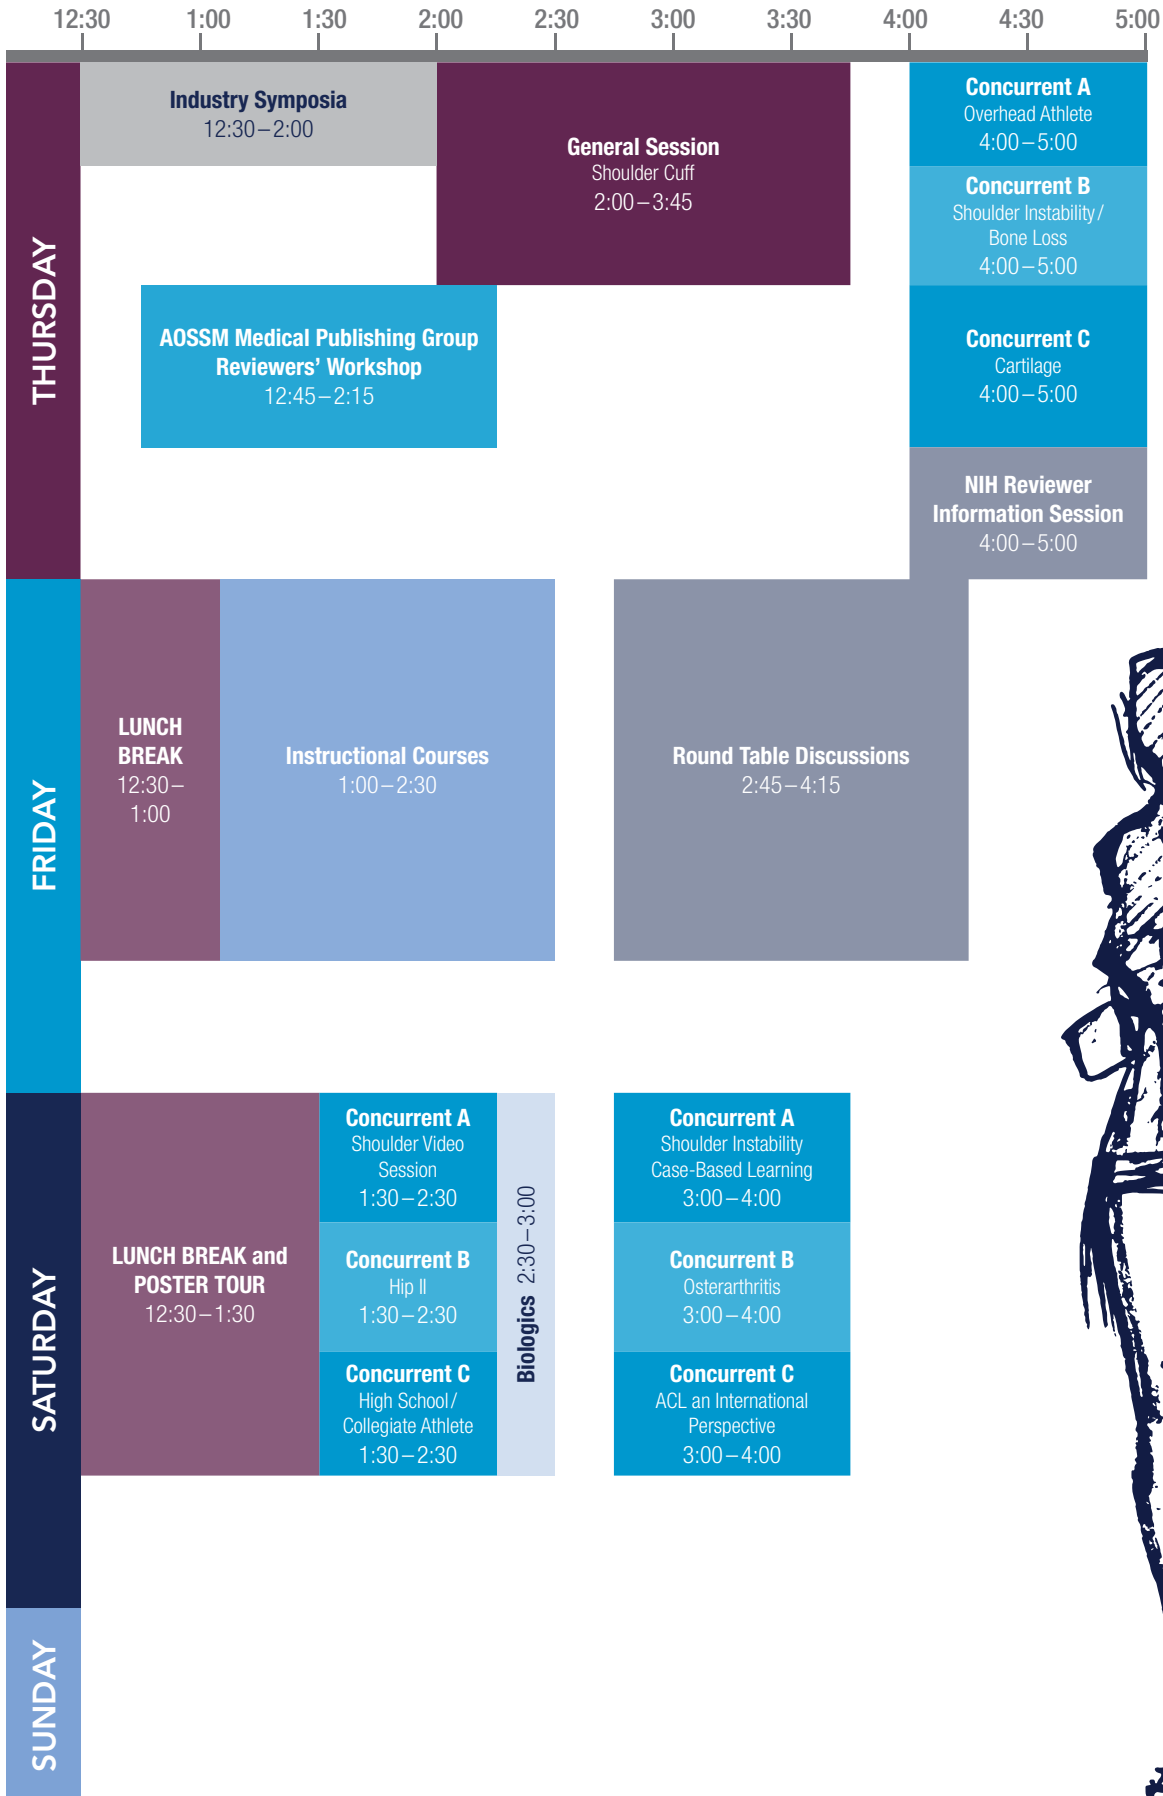 12:30 1:00 1:30 2:00 2:30 3:00 3:30 4:00 4:30 5:00
THURSDAY
Industry Symposia
12:30–2:00
General Session
Shoulder Cuff
2:00–3:45
Concurrent A
Overhead Athlete
4:00–5:00
Concurrent B
Shoulder Instability/
Bone Loss
4:00–5:00
AOSSM Medical Publishing Group
Reviewers’ Workshop
12:45–2:15
Concurrent C
Cartilage
4:00–5:00
NIH Reviewer
Information Session
4:00–5:00
FRIDAY
LUNCH
BREAK
12:30–
1:00
Instructional Courses
1:00–2:30
Round Table Discussions
2:45–4:15
SATURDAY
LUNCH BREAK and
POSTER TOUR
12:30–1:30
Concurrent A
Shoulder Video
Session
1:30–2:30
Concurrent B
Hip II
1:30–2:30
Concurrent C
High School/
Collegiate Athlete
1:30–2:30
Biologics 2:30–3:00
Concurrent A
Shoulder Instability
Case-Based Learning
3:00–4:00
Concurrent B
Osterarthritis
3:00–4:00
Concurrent C
ACL an International
Perspective
3:00–4:00
SUNDAY